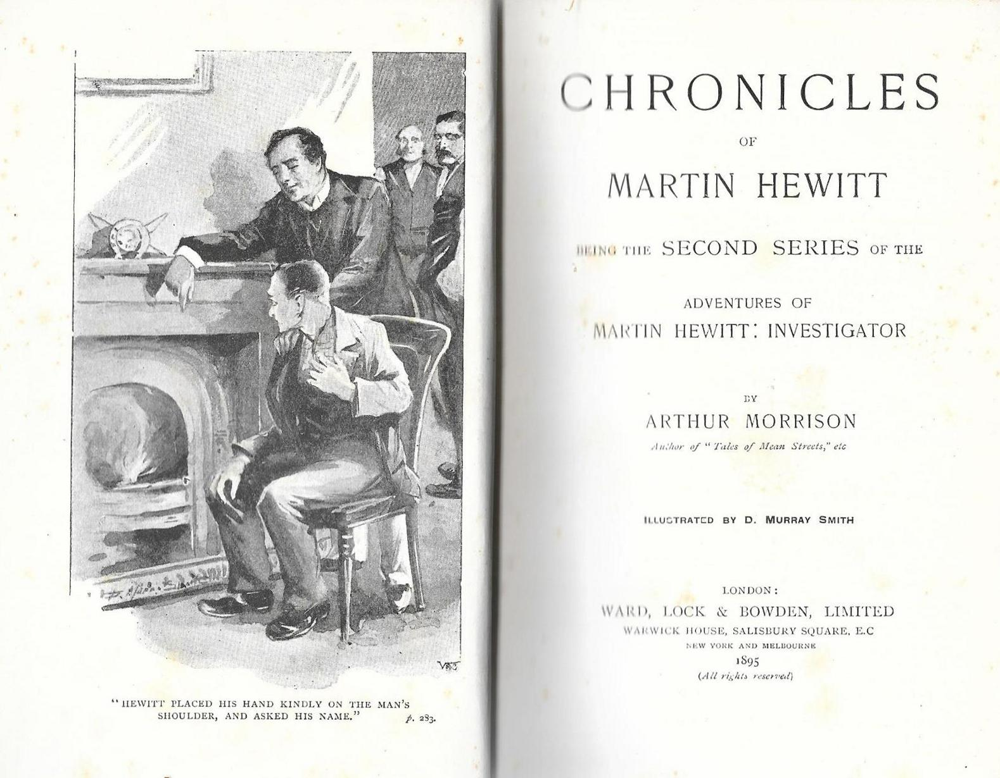 "HEWITT PLACED HIS HAND KINDLY ON THE MAN'S
SHOULDER, AND ASKED HIS NAME." p. 283.
CHRONICLES
OF
MARTIN HEWITT
BEING THE SECOND SERIES OF THE
ADVENTURES OF
MARTIN HEWITT: INVESTIGATOR
BY
ARTHUR MORRISON
Author of "Tales of Mean Streets," etc
ILLUSTRATED BY D. MURRAY SMITH
LONDON:
WARD, LOCK & BOWDEN, LIMITED
WARWICK HOUSE, SALISBURY SQUARE, E.C
NEW YORK AND MELBOURNE
1895
(All rights reserved)